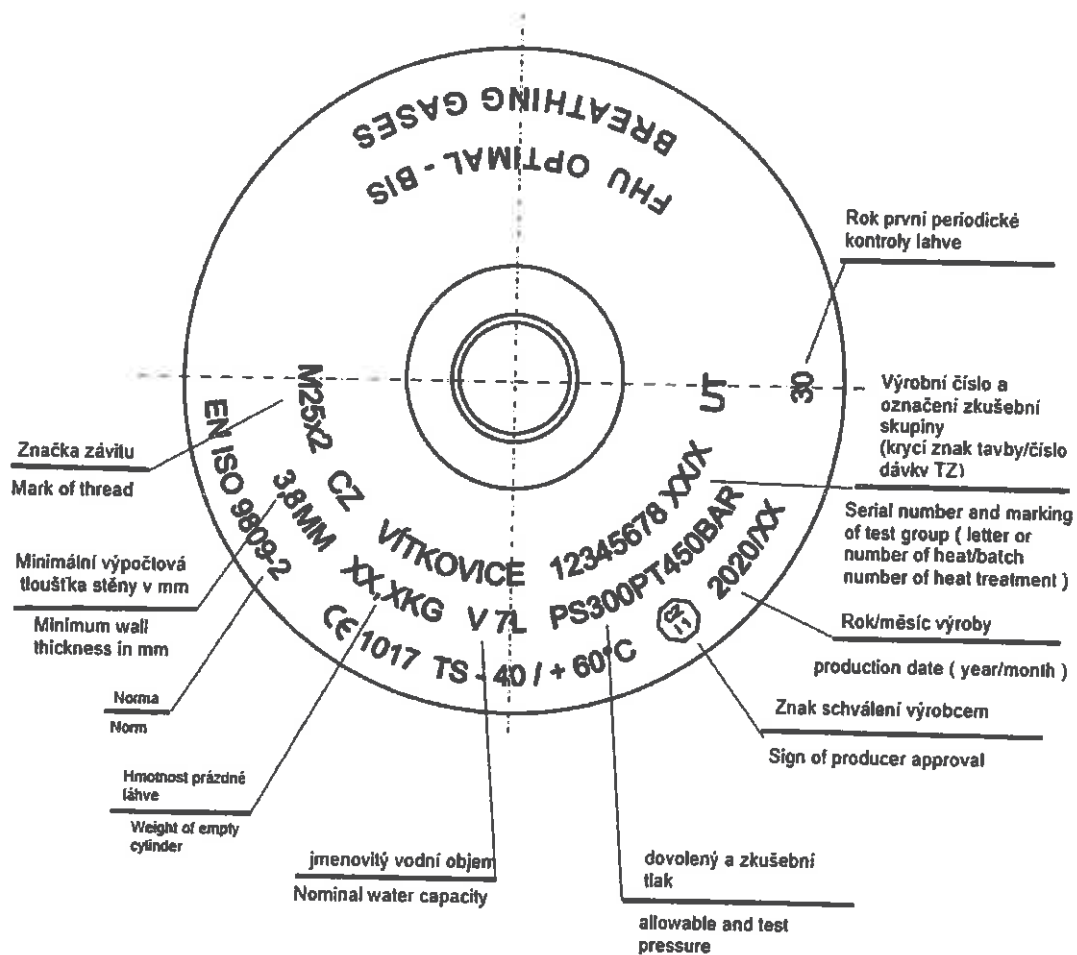 BREATHING GASES
FHU OPTIMAL - BIS
M25x2 CZ VÍTKOVICE 12345678 XX/X UT
3,8MM XX,XKG V 7L PS300PT450BAR
EN ISO 9809-2 CE 1017 TS - 40 / + 60°C CZ 11 2020/XX 30
Rok první periodické
kontroly lahve
Výrobní číslo a
označení zkušební
skupiny
(krycí znak tavby/číslo
dávky TZ)
Serial number and marking
of test group ( letter or
number of heat/batch
number of heat treatment )
Rok/měsíc výroby
production date ( year/month )
Znak schválení výrobcem
Sign of producer approval
dovolený a zkušební
tlak
allowable and test
pressure
jmenovitý vodní objem
Nominal water capacity
Hmotnost prázdné
láhve
Weight of empty
cylinder
Norma
Norm
Minimální výpočtová
tloušťka stěny v mm
Minimum wall
thickness in mm
Značka závitu
Mark of thread